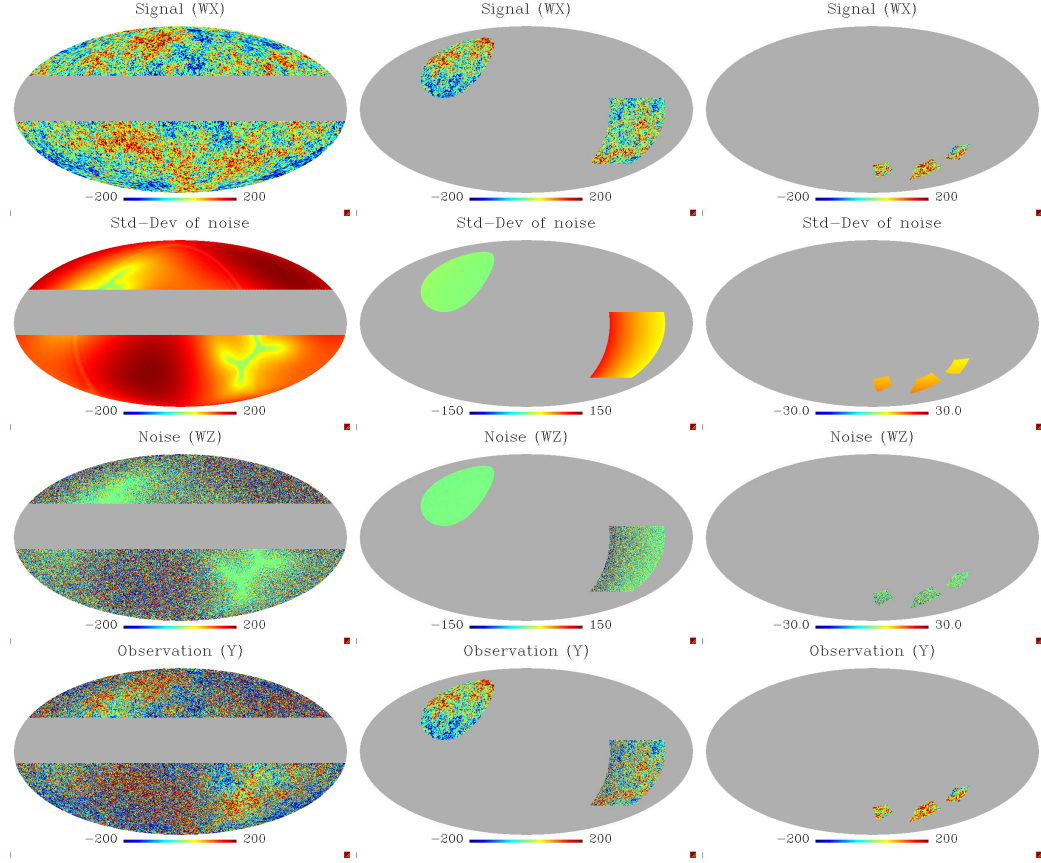 Signal (WX) Signal (WX) Signal (WX)
−200 200 −200 200 −200 200
Std−Dev of noise Std−Dev of noise Std−Dev of noise
−200 200 −150 150 −30.0 30.0
Noise (WZ) Noise (WZ) Noise (WZ)
−200 200 −150 150 −30.0 30.0
Observation (Y) Observation (Y) Observation (Y)
−200 200 −200 200 −200 200